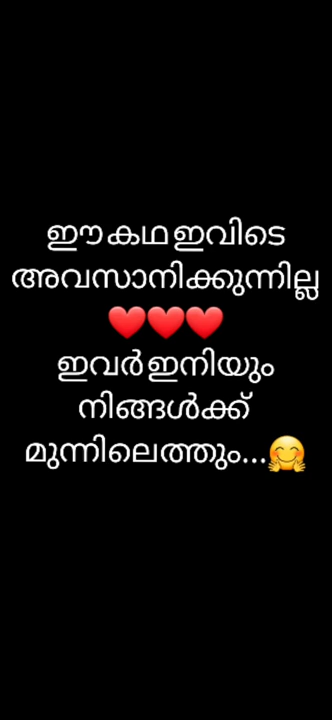 ഈ കഥ ഇവിടെ
അവസാനിക്കുന്നില്ല
❤️❤️❤️
ഇവർ ഇനിയും
നിങ്ങൾക്ക്
മുന്നിലെത്തും...🤗